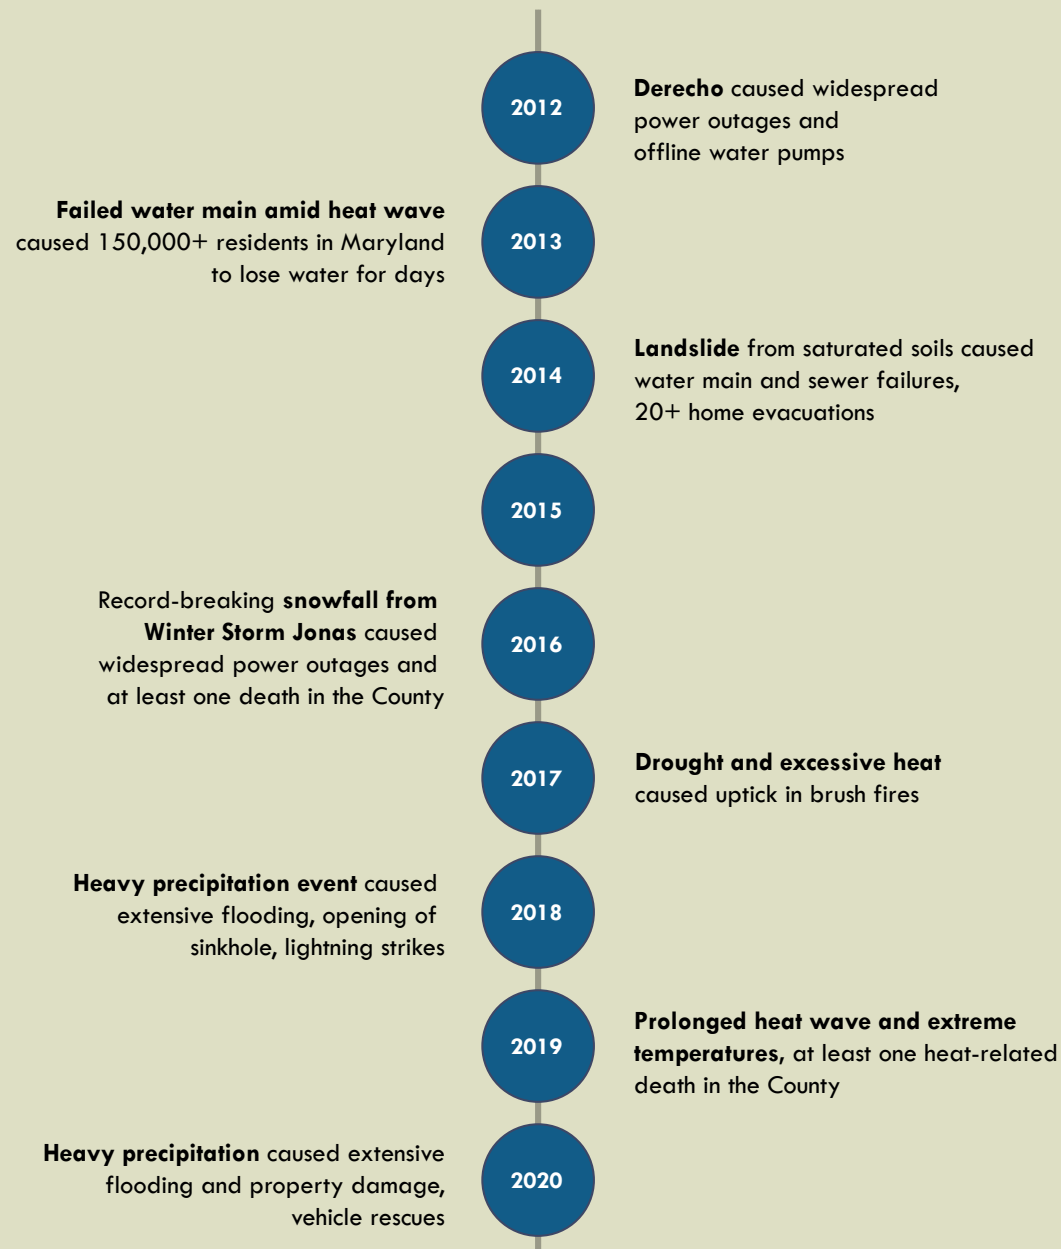 2012
Derecho caused widespread
power outages and
offline water pumps
Failed water main amid heat wave
caused 150,000+ residents in Maryland
to lose water for days
2013
2014
Landslide from saturated soils caused
water main and sewer failures,
20+ home evacuations
2015
Record-breaking snowfall from
Winter Storm Jonas caused
widespread power outages and
at least one death in the County
2016
2017
Drought and excessive heat
caused uptick in brush fires
Heavy precipitation event caused
extensive flooding, opening of
sinkhole, lightning strikes
2018
2019
Prolonged heat wave and extreme
temperatures, at least one heat-related
death in the County
Heavy precipitation caused extensive
flooding and property damage,
vehicle rescues
2020